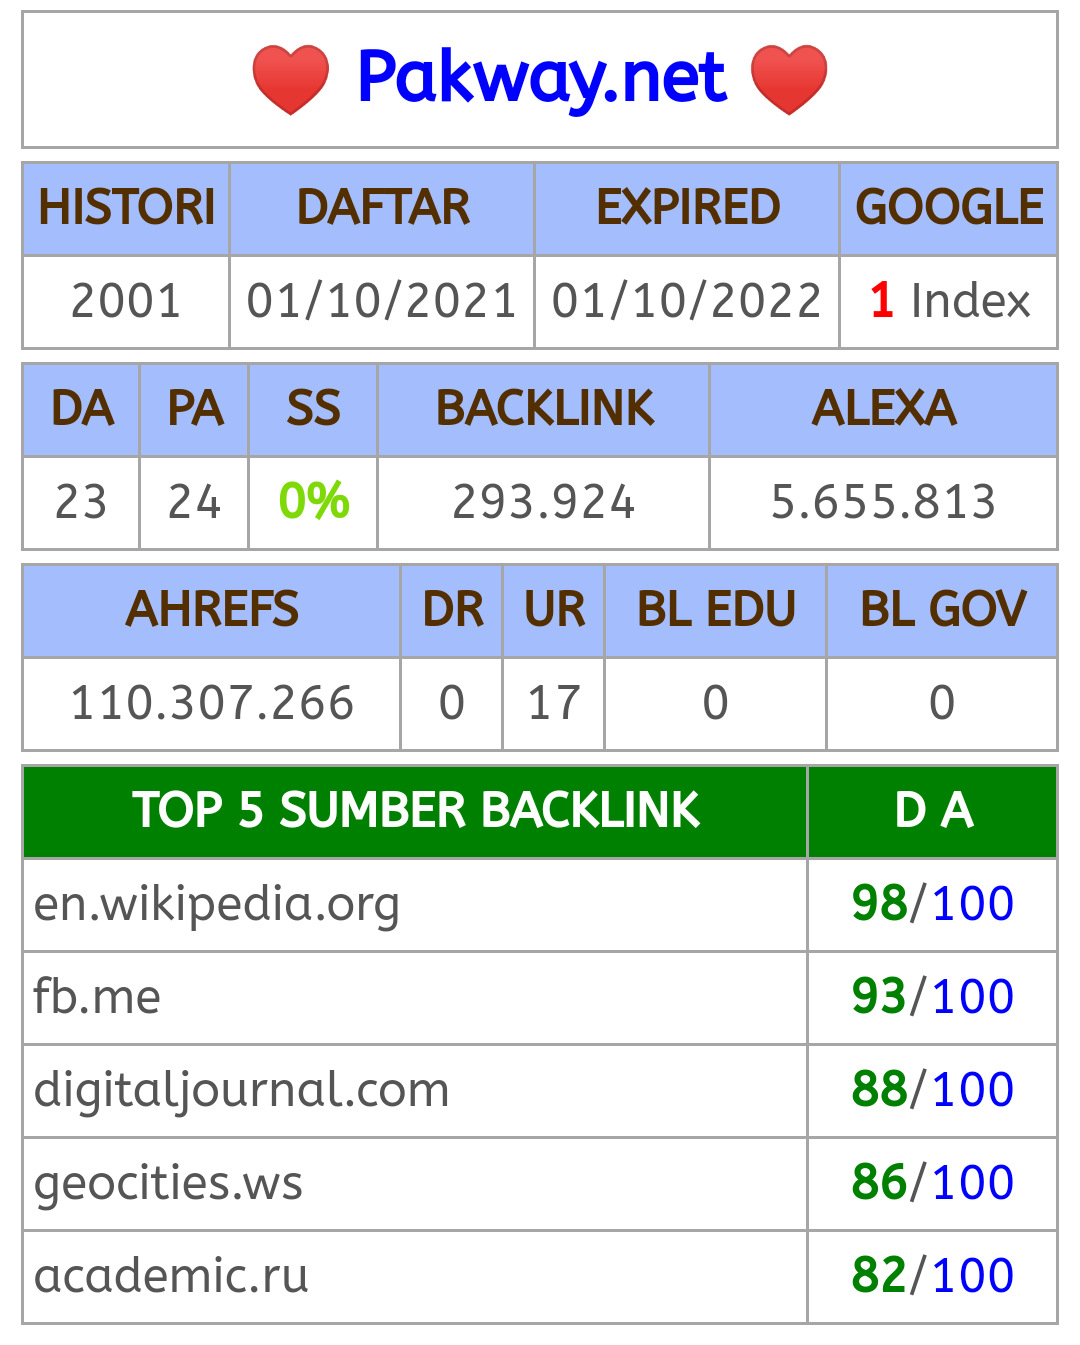 ❤️ Pakway.net ❤️
HISTORI DAFTAR EXPIRED GOOGLE
2001 01/10/2021 01/10/2022 1 Index
DA PA SS BACKLINK ALEXA
23 24 0% 293.924 5.655.813
AHREFS DR UR BL EDU BL GOV
110.307.266 0 17 0 0
TOP 5 SUMBER BACKLINK D A
en.wikipedia.org 98/100
fb.me 93/100
digitaljournal.com 88/100
geocities.ws 86/100
academic.ru 82/100